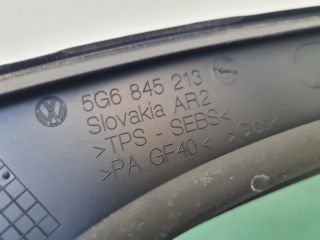 5G6 845 213
Slovakia AR2
>TPS - SEBS<
>PA GF40<